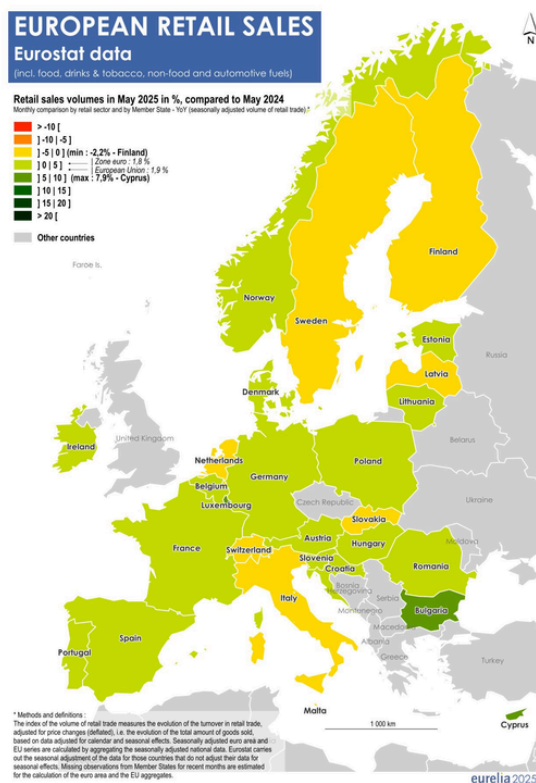 EUROPEAN RETAIL SALES
Eurostat data
(incl. food, drinks & tobacco, non-food and automotive fuels)
N
Retail sales volumes in May 2025 in %, compared to May 2024
Monthly comparison by retail sector and by Member State - YoY (seasonally adjusted volume of retail trade) *
> -10 [
] -10 | -5 ]
] -5 | 0 ] (min : -2,2% - Finland)
] 0 | 5 ] | Zone euro : 1,8 %
| European Union : 1,9 %
] 5 | 10 ] (max : 7,9% - Cyprus)
] 10 | 15 ]
] 15 | 20 ]
> 20 [
Other countries
Faroe Is.
Finland
Norway
Sweden
Estonia
Russia
Latvia
Denmark
Lithuania
United Kingdom
Belarus
Ireland
Netherlands
Poland
Belgium
Germany
Czech Republic
Ukraine
Luxembourg
Slovakia
Austria
Moldova
France
Switzerland
Hungary
Slovenia
Croatia
Romania
Bosnia
Herzegovina
Serbia
Italy
Montenegro
Bulgaria
Macedo
Albania
Portugal
Spain
Greece
Turkey
Malta
Cyprus
1 000 km
* Methods and definitions :
The index of the volume of retail trade measures the evolution of the turnover in retail trade,
adjusted for price changes (deflated), i.e. the evolution of the total amount of goods sold,
based on data adjusted for calendar and seasonal effects. Seasonally adjusted euro area and
EU series are calculated by aggregating the seasonally adjusted national data. Eurostat carries
out the seasonal adjustment of the data for those countries that do not adjust their data for
seasonal effects. Missing observations from Member States for recent months are estimated
for the calculation of the euro area and the EU aggregates.
eurelia 2025